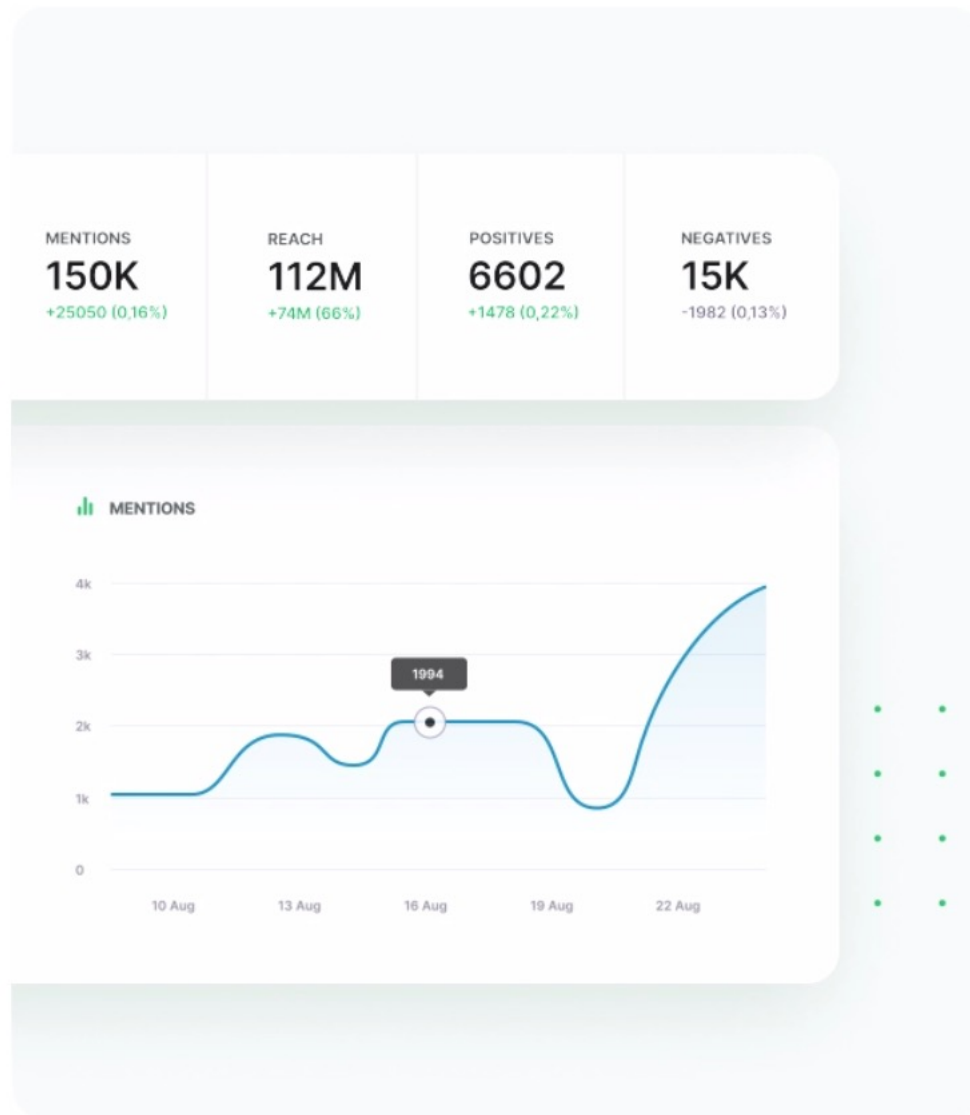 MENTIONS
150K
+25050 (0,16%)
REACH
112M
+74M (66%)
POSITIVES
6602
+1478 (0,22%)
NEGATIVES
15K
-1982 (0,13%)
MENTIONS
4k
3k
1994
2k
1k
0
10 Aug 13 Aug 16 Aug 19 Aug 22 Aug